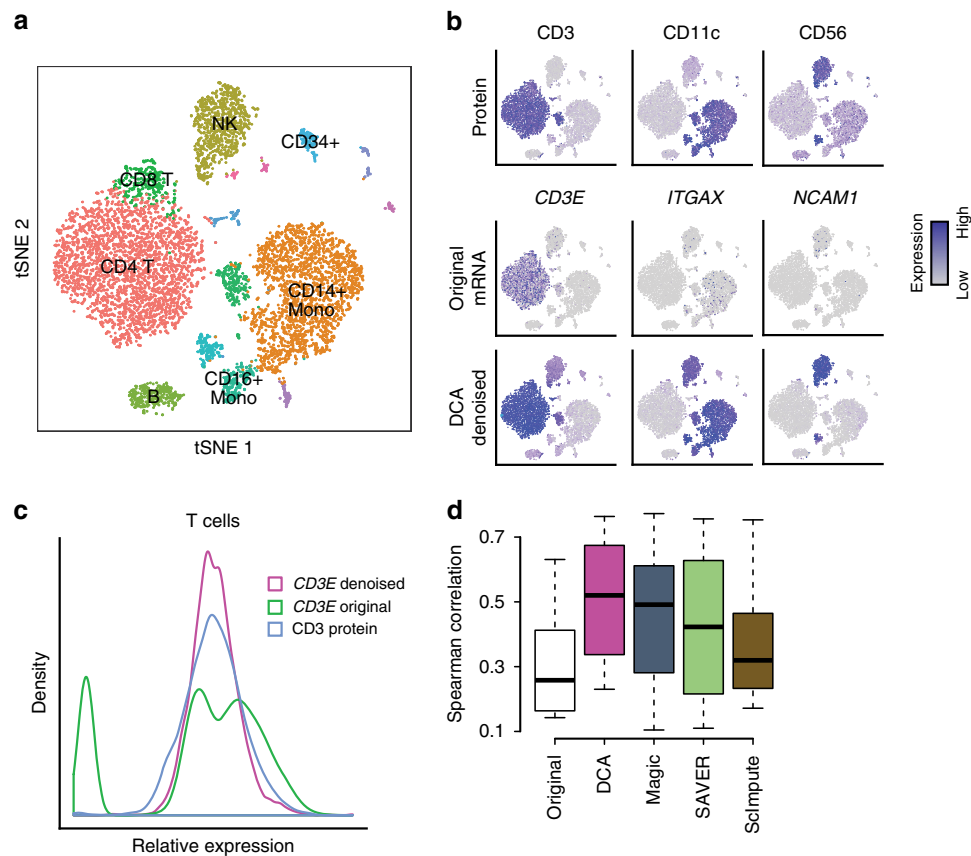 a
NK
CD34+
CD8 T
CD4 T
CD14+
Mono
CD16+
Mono
B
tSNE 2
tSNE 1
b
CD3 CD11c CD56
Protein
CD3E ITGAX NCAM1
Original
mRNA
DCA
denoised
Expression
Low High
c
T cells
CD3E denoised
CD3E original
CD3 protein
Density
Relative expression
d
Spearman correlation
0.7
0.5
0.3
0.1
Original
DCA
Magic
SAVER
ScImpute